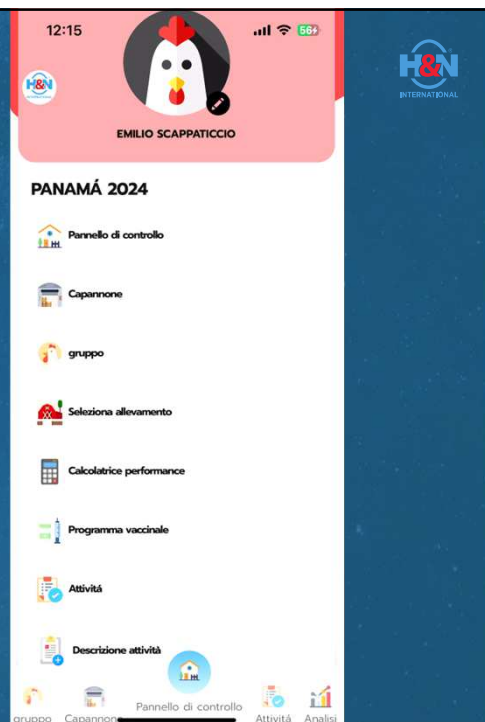 12:15
56
H&N
INTERNATIONAL
H&N
EMILIO SCAPPATICCIO
PANAMÁ 2024
Pannello di controllo
Capannone
gruppo
Seleziona allevamento
Calcolatrice performance
Programma vaccinale
Attivitá
Descrizione attività
gruppo
Capannone
Pannello di controllo
Attività
Analisi